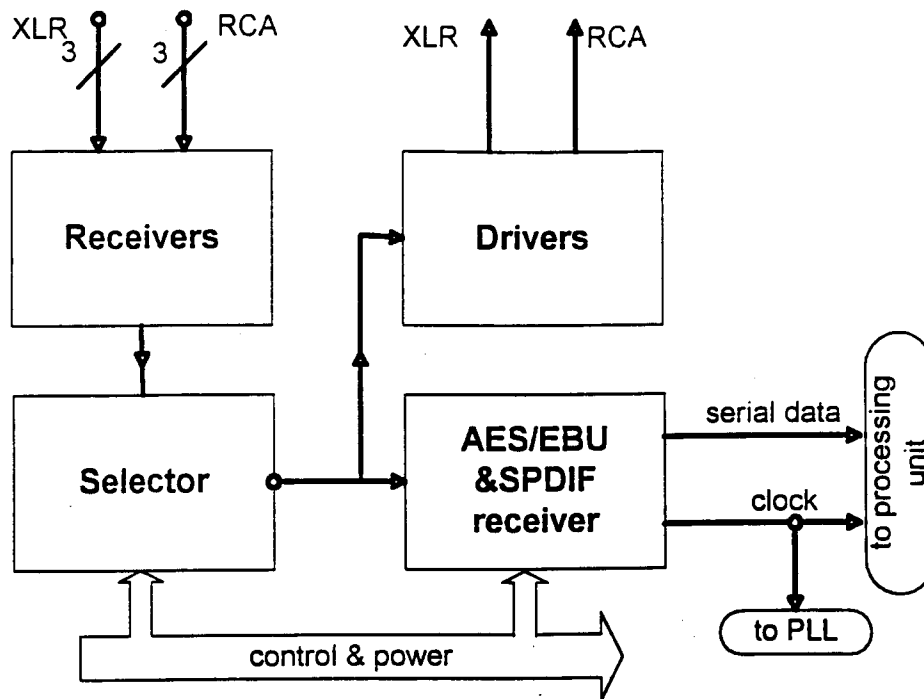 XLR
3
3
RCA
XLR
RCA
Receivers
Drivers
Selector
AES/EBU
&SPDIF
receiver
serial data
clock
to processing
unit
to PLL
control & power